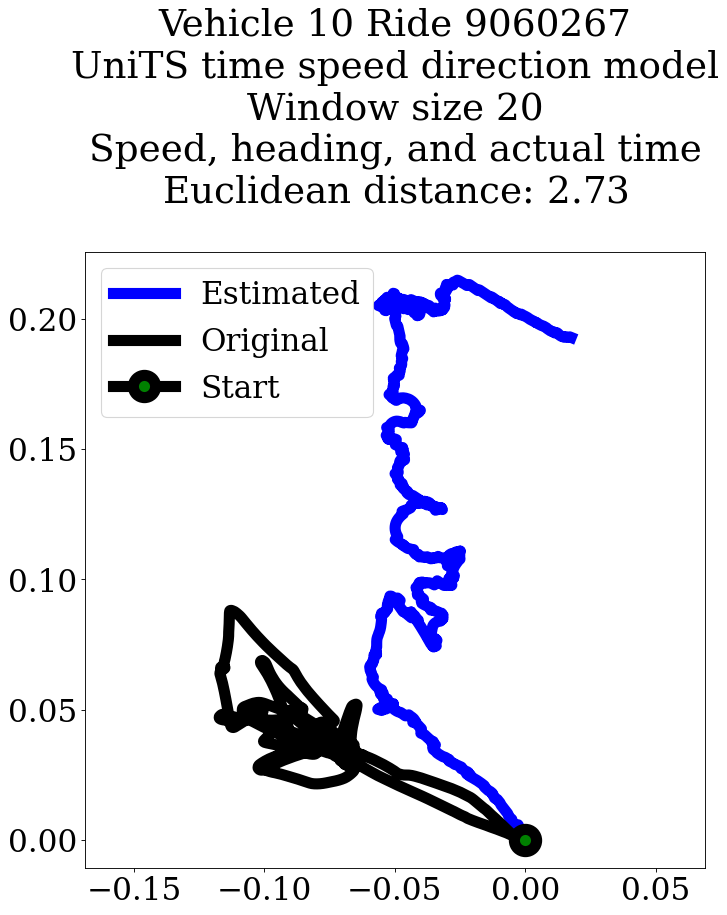 Vehicle 10 Ride 9060267
UniTS time speed direction model
Window size 20
Speed, heading, and actual time
Euclidean distance: 2.73
Estimated
Original
Start
0.20
0.15
0.10
0.05
0.00
−0.15 −0.10 −0.05 0.00 0.05